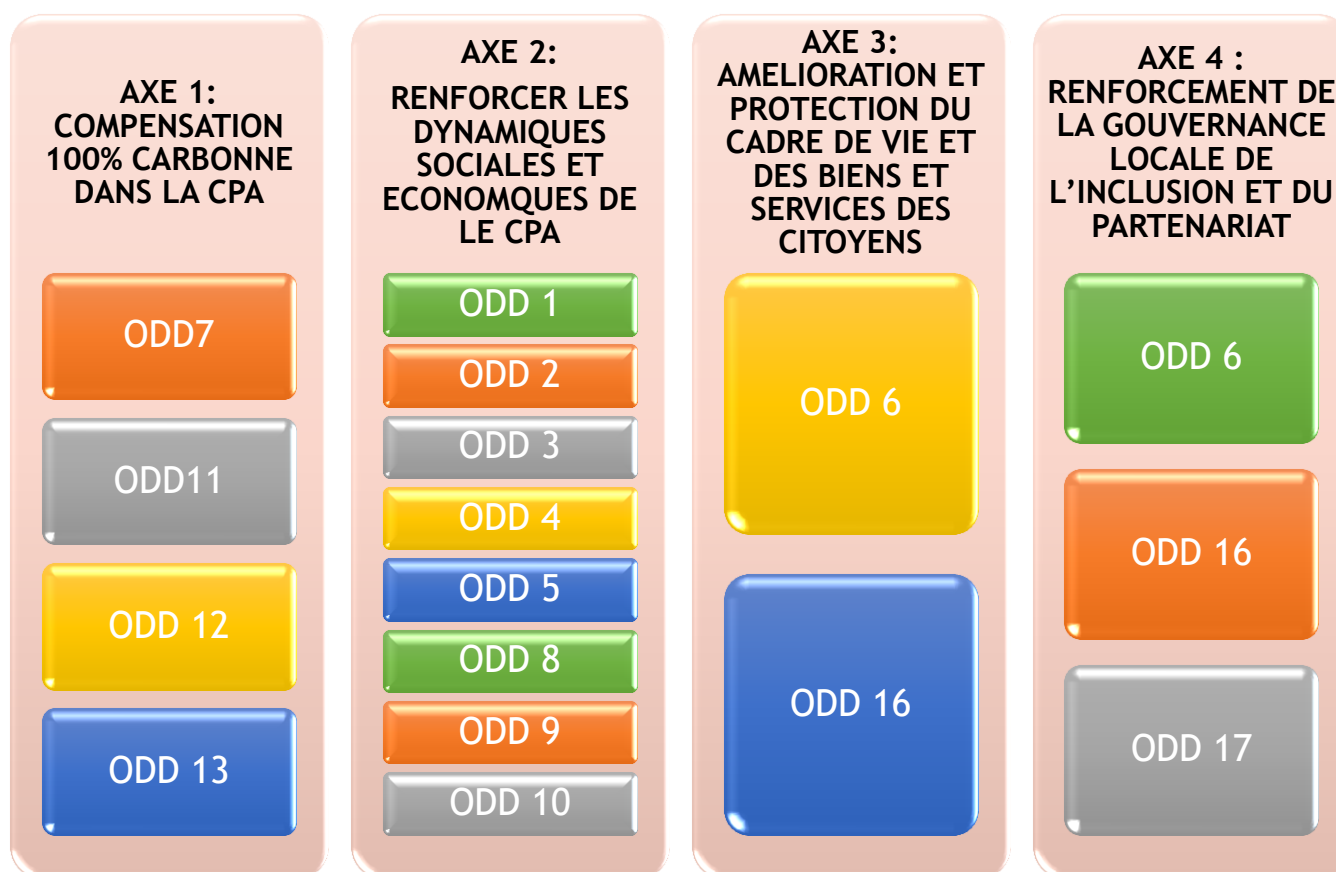 AXE 1:
COMPENSATION
100% CARBONNE
DANS LA CPA
ODD7
ODD11
ODD 12
ODD 13
AXE 2:
RENFORCER LES
DYNAMIQUES
SOCIALES ET
ECONOMQUES DE
LE CPA
ODD 1
ODD 2
ODD 3
ODD 4
ODD 5
ODD 8
ODD 9
ODD 10
AXE 3:
AMELIORATION ET
PROTECTION DU
CADRE DE VIE ET
DES BIENS ET
SERVICES DES
CITOYENS
ODD 6
ODD 16
AXE 4 :
RENFORCEMENT DE
LA GOUVERNANCE
LOCALE DE
L’INCLUSION ET DU
PARTENARIAT
ODD 6
ODD 16
ODD 17